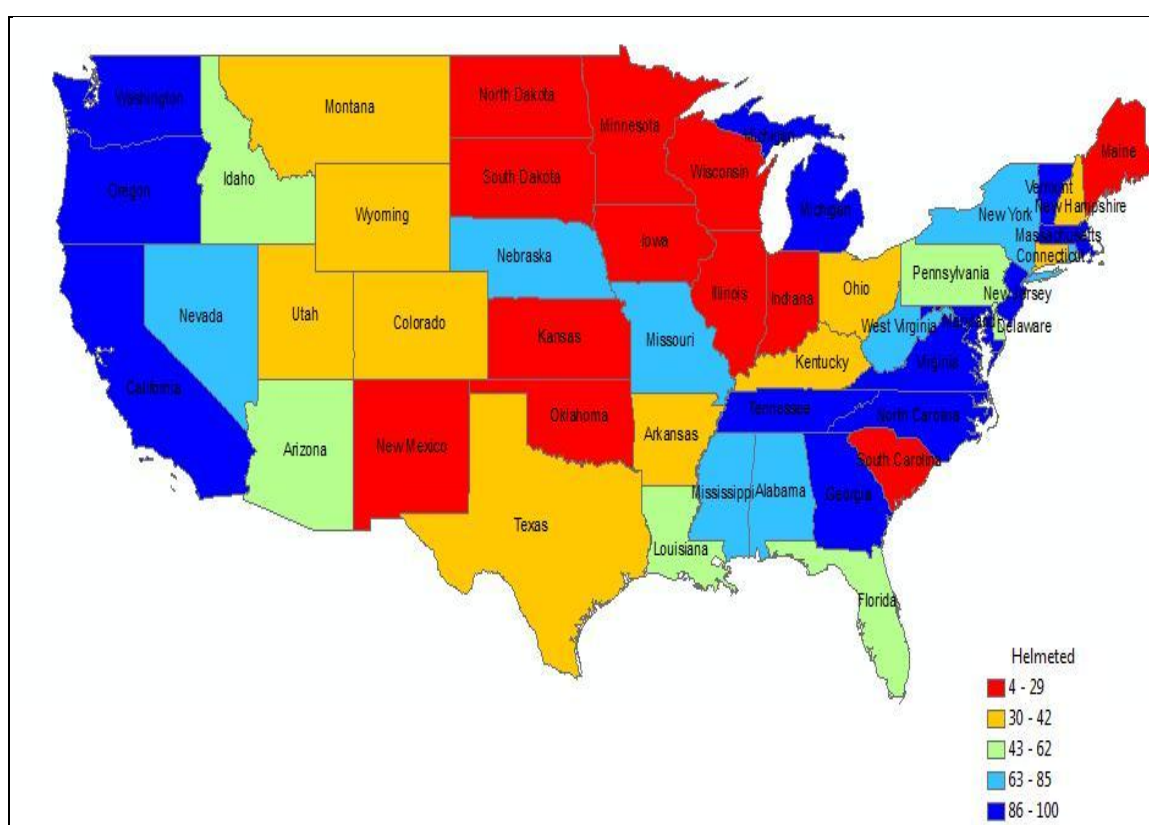 Washington
Montana
North Dakota
Minnesota
Michigan
Maine
Idaho
Oregon
South Dakota
Wisconsin
Michigan
Vermont
New Hampshire
New York
Massachusetts
Connecticut
Wyoming
Nebraska
Iowa
Pennsylvania
New Jersey
Nevada
Utah
Colorado
Kansas
Missouri
Illinois
Indiana
Ohio
West Virginia
Maryland
Delaware
California
Kentucky
Virginia
Arizona
New Mexico
Oklahoma
Arkansas
Tennessee
North Carolina
South Carolina
Mississippi
Alabama
Georgia
Texas
Louisiana
Florida
Helmeted
4 - 29
30 - 42
43 - 62
63 - 85
86 - 100